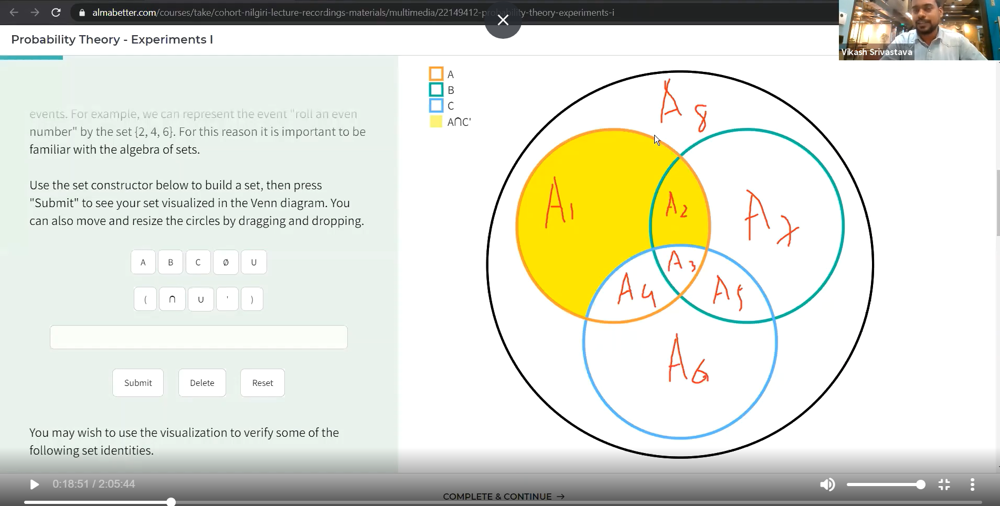 almabetter.com/courses/take/cohort-nilgiri-lecture-recordings-materials/multimedia/22149412-probability-theory-experiments-i
Probability Theory - Experiments I
Vikash Srivastava
events. For example, we can represent the event "roll an even
number" by the set {2, 4, 6}. For this reason it is important to be
familiar with the algebra of sets.
Use the set constructor below to build a set, then press
"Submit" to see your set visualized in the Venn diagram. You
can also move and resize the circles by dragging and dropping.
A B C Ø U
( ∩ ∪ ' )
Submit Delete Reset
You may wish to use the visualization to verify some of the
following set identities.
A
B
C
A∩C'
A8
A1
A2
A7
A3
A4
A5
A6
0:18:51 / 2:05:44
COMPLETE & CONTINUE →